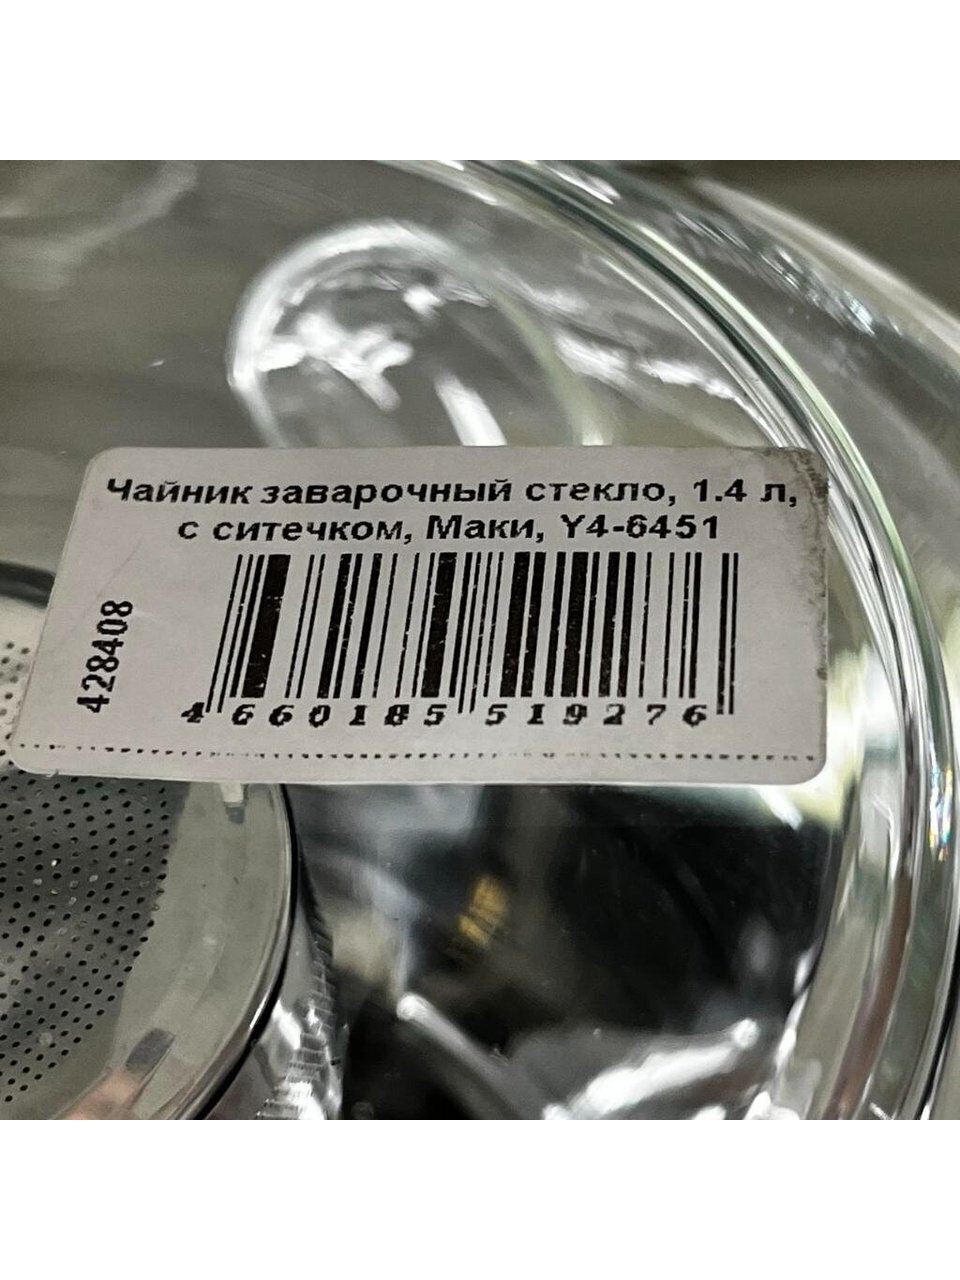 Чайник заварочный стекло, 1.4 л,
с ситечком, Маки, Y4-6451
428408
4 660185 519276